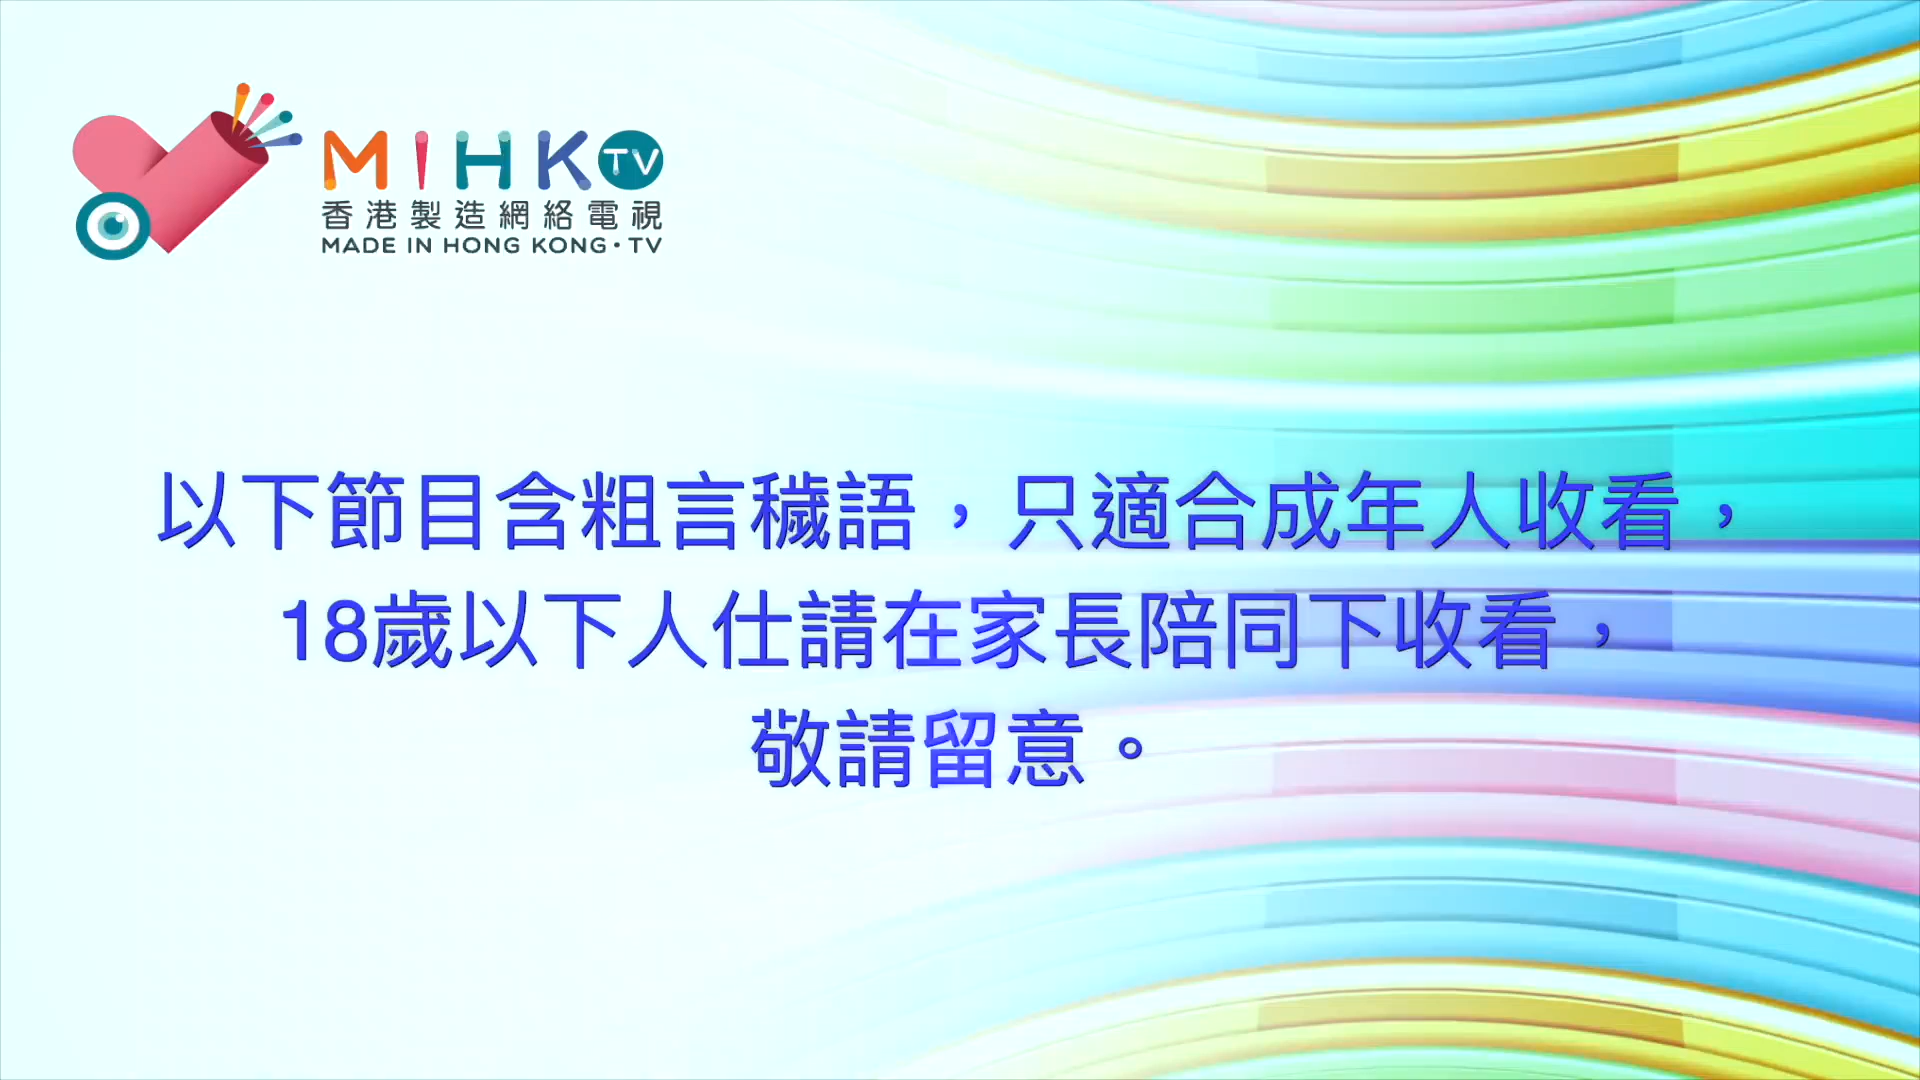 MIHK TV
香港製造網絡電視
MADE IN HONG KONG•TV
以下節目含粗言穢語，只適合成年人收看，
18歲以下人仕請在家長陪同下收看，
敬請留意。